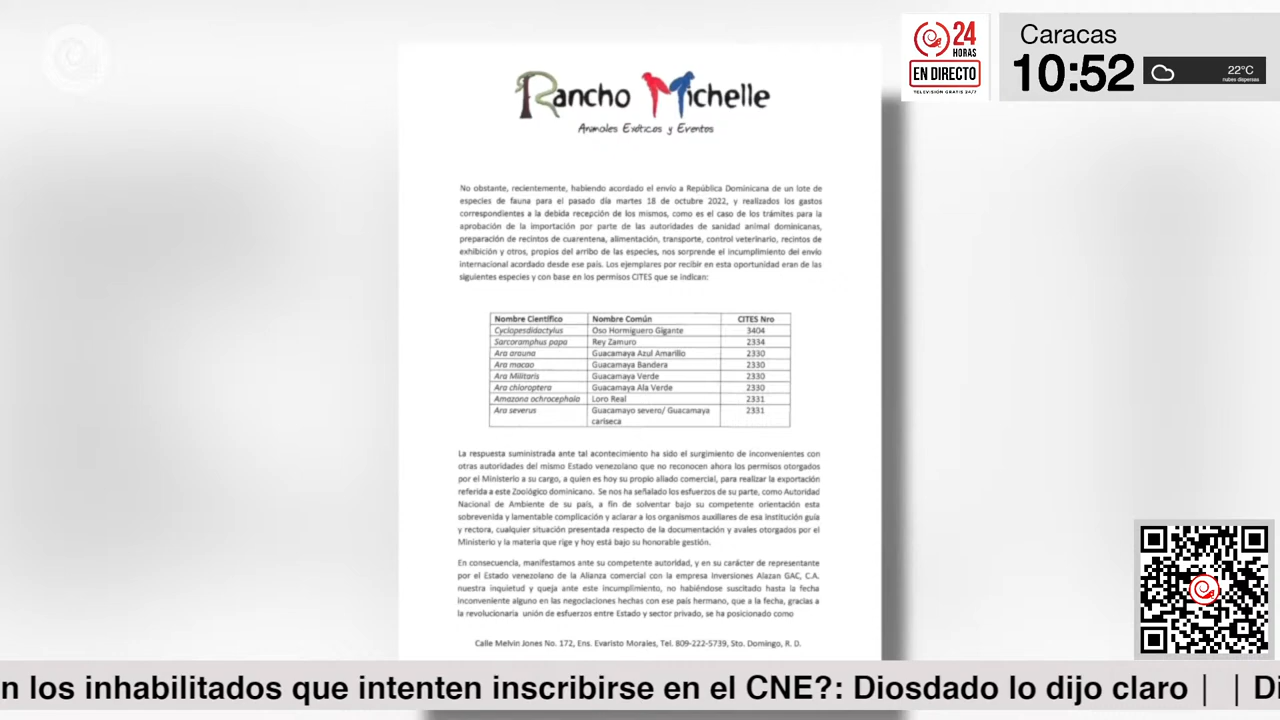 24
HORAS
EN DIRECTO
TELEVISIÓN GRATIS 24/7
Caracas
10:52
22°C
nubes dispersas
Rancho Michelle
Animales Exóticos y Eventos
No obstante, recientemente, habiendo acordado el envío a República Dominicana de un lote de
especies de fauna para el pasado día martes 18 de octubre 2022, y realizados los gastos
correspondientes a la debida recepción de los mismos, como es el caso de los trámites para la
aprobación de la importación por parte de las autoridades de sanidad animal dominicanas,
preparación de recintos de cuarentena, alimentación, transporte, control veterinario, recintos de
exhibición y otros, propios del arribo de las especies, nos sorprende el incumplimiento del envío
internacional acordado desde ese país. Los ejemplares por recibir en esta oportunidad eran de las
siguientes especies y con base en los permisos CITES que se indican:
Nombre Científico Nombre Común CITES Nro
Cyclopesdidactylus Oso Hormiguero Gigante 3404
Sarcoramphus papa Rey Zamuro 2334
Ara arauna Guacamaya Azul Amarillo 2330
Ara macao Guacamaya Bandera 2330
Ara Militaris Guacamaya Verde 2330
Ara chloroptera Guacamaya Ala Verde 2330
Amazona ochrocephala Loro Real 2331
Ara severus Guacamayo severo/ Guacamaya 2331
cariseca
La respuesta suministrada ante tal acontecimiento ha sido el surgimiento de inconvenientes con
otras autoridades del mismo Estado venezolano que no reconocen ahora los permisos otorgados
por el Ministerio a su cargo, a quien es hoy su propio aliado comercial, para realizar la exportación
referida a este Zoológico dominicano. Se nos ha señalado los esfuerzos de su parte, como Autoridad
Nacional de Ambiente de su país, a fin de solventar bajo su competente orientación esta
sobrevenida y lamentable complicación y aclarar a los organismos auxiliares de esa institución guía
y rectora, cualquier situación presentada respecto de la documentación y avales otorgados por el
Ministerio y la materia que rige y hoy está bajo su honorable gestión.
En consecuencia, manifestamos ante su competente autoridad, y en su carácter de representante
por el Estado venezolano de la Alianza comercial con la empresa Inversiones Alazan GAC, C.A.
nuestra inquietud y queja ante este incumplimiento, no habiéndose suscitado hasta la fecha
inconveniente alguno en las negociaciones hechas con ese país hermano, que a la fecha, gracias a
la revolucionaria unión de esfuerzos entre Estado y sector privado, se ha posicionado como
Calle Melvin Jones No. 172, Ens. Evaristo Morales, Tel. 809-222-5739, Sto. Domingo, R. D.
n los inhabilitados que intenten inscribirse en el CNE?: Diosdado lo dijo claro | | Di